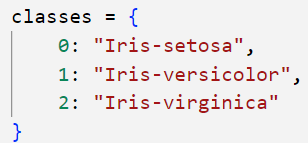 classes = {
    0: "Iris-setosa",
    1: "Iris-versicolor",
    2: "Iris-virginica"
}